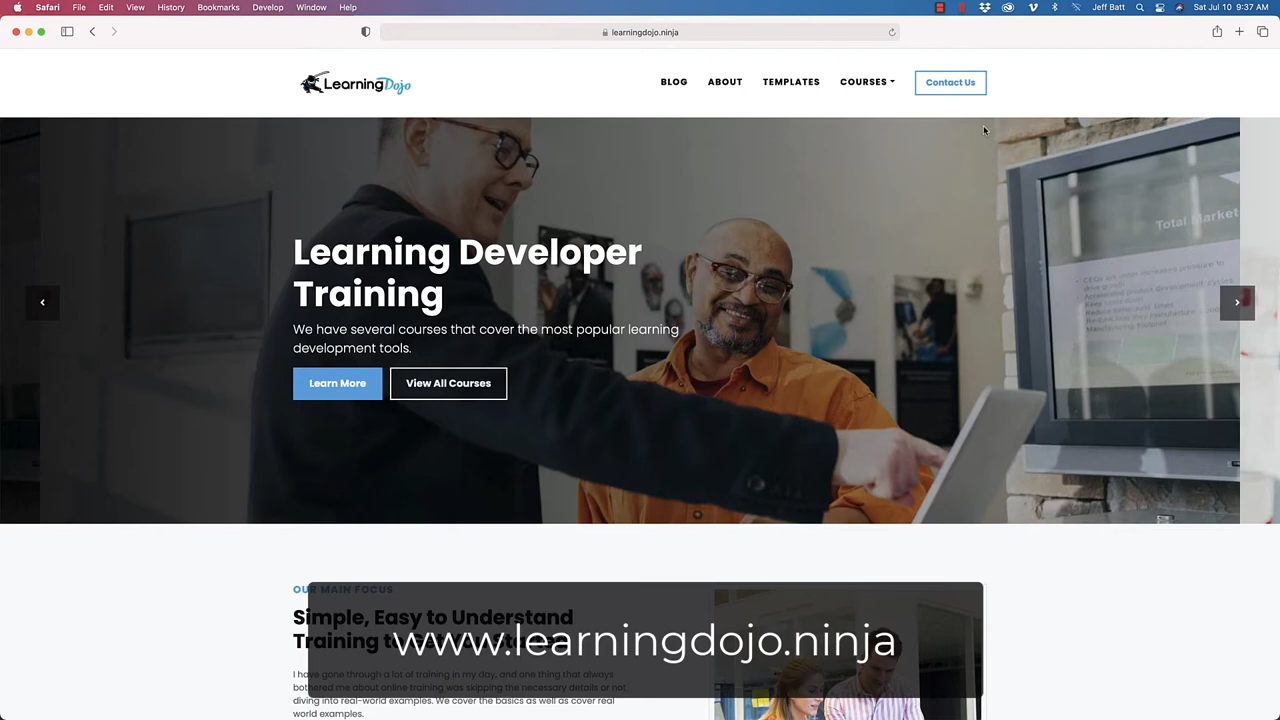 Safari File Edit View History Bookmarks Develop Window Help Jeff Batt Sat Jul 10 9:37 AM
learningdojo.ninja
LearningDojo BLOG ABOUT TEMPLATES COURSES Contact Us
Total Market
Learning Developer
Training
We have several courses that cover the most popular learning
development tools.
Learn More View All Courses
OUR MAIN FOCUS
Simple, Easy to Understand
www.learningdojo.ninja
I have gone through a lot of training in my day, and one thing that always
bothered me about online training was skipping the necessary details or not
diving into real-world examples. We cover the basics as well as cover real
world examples.